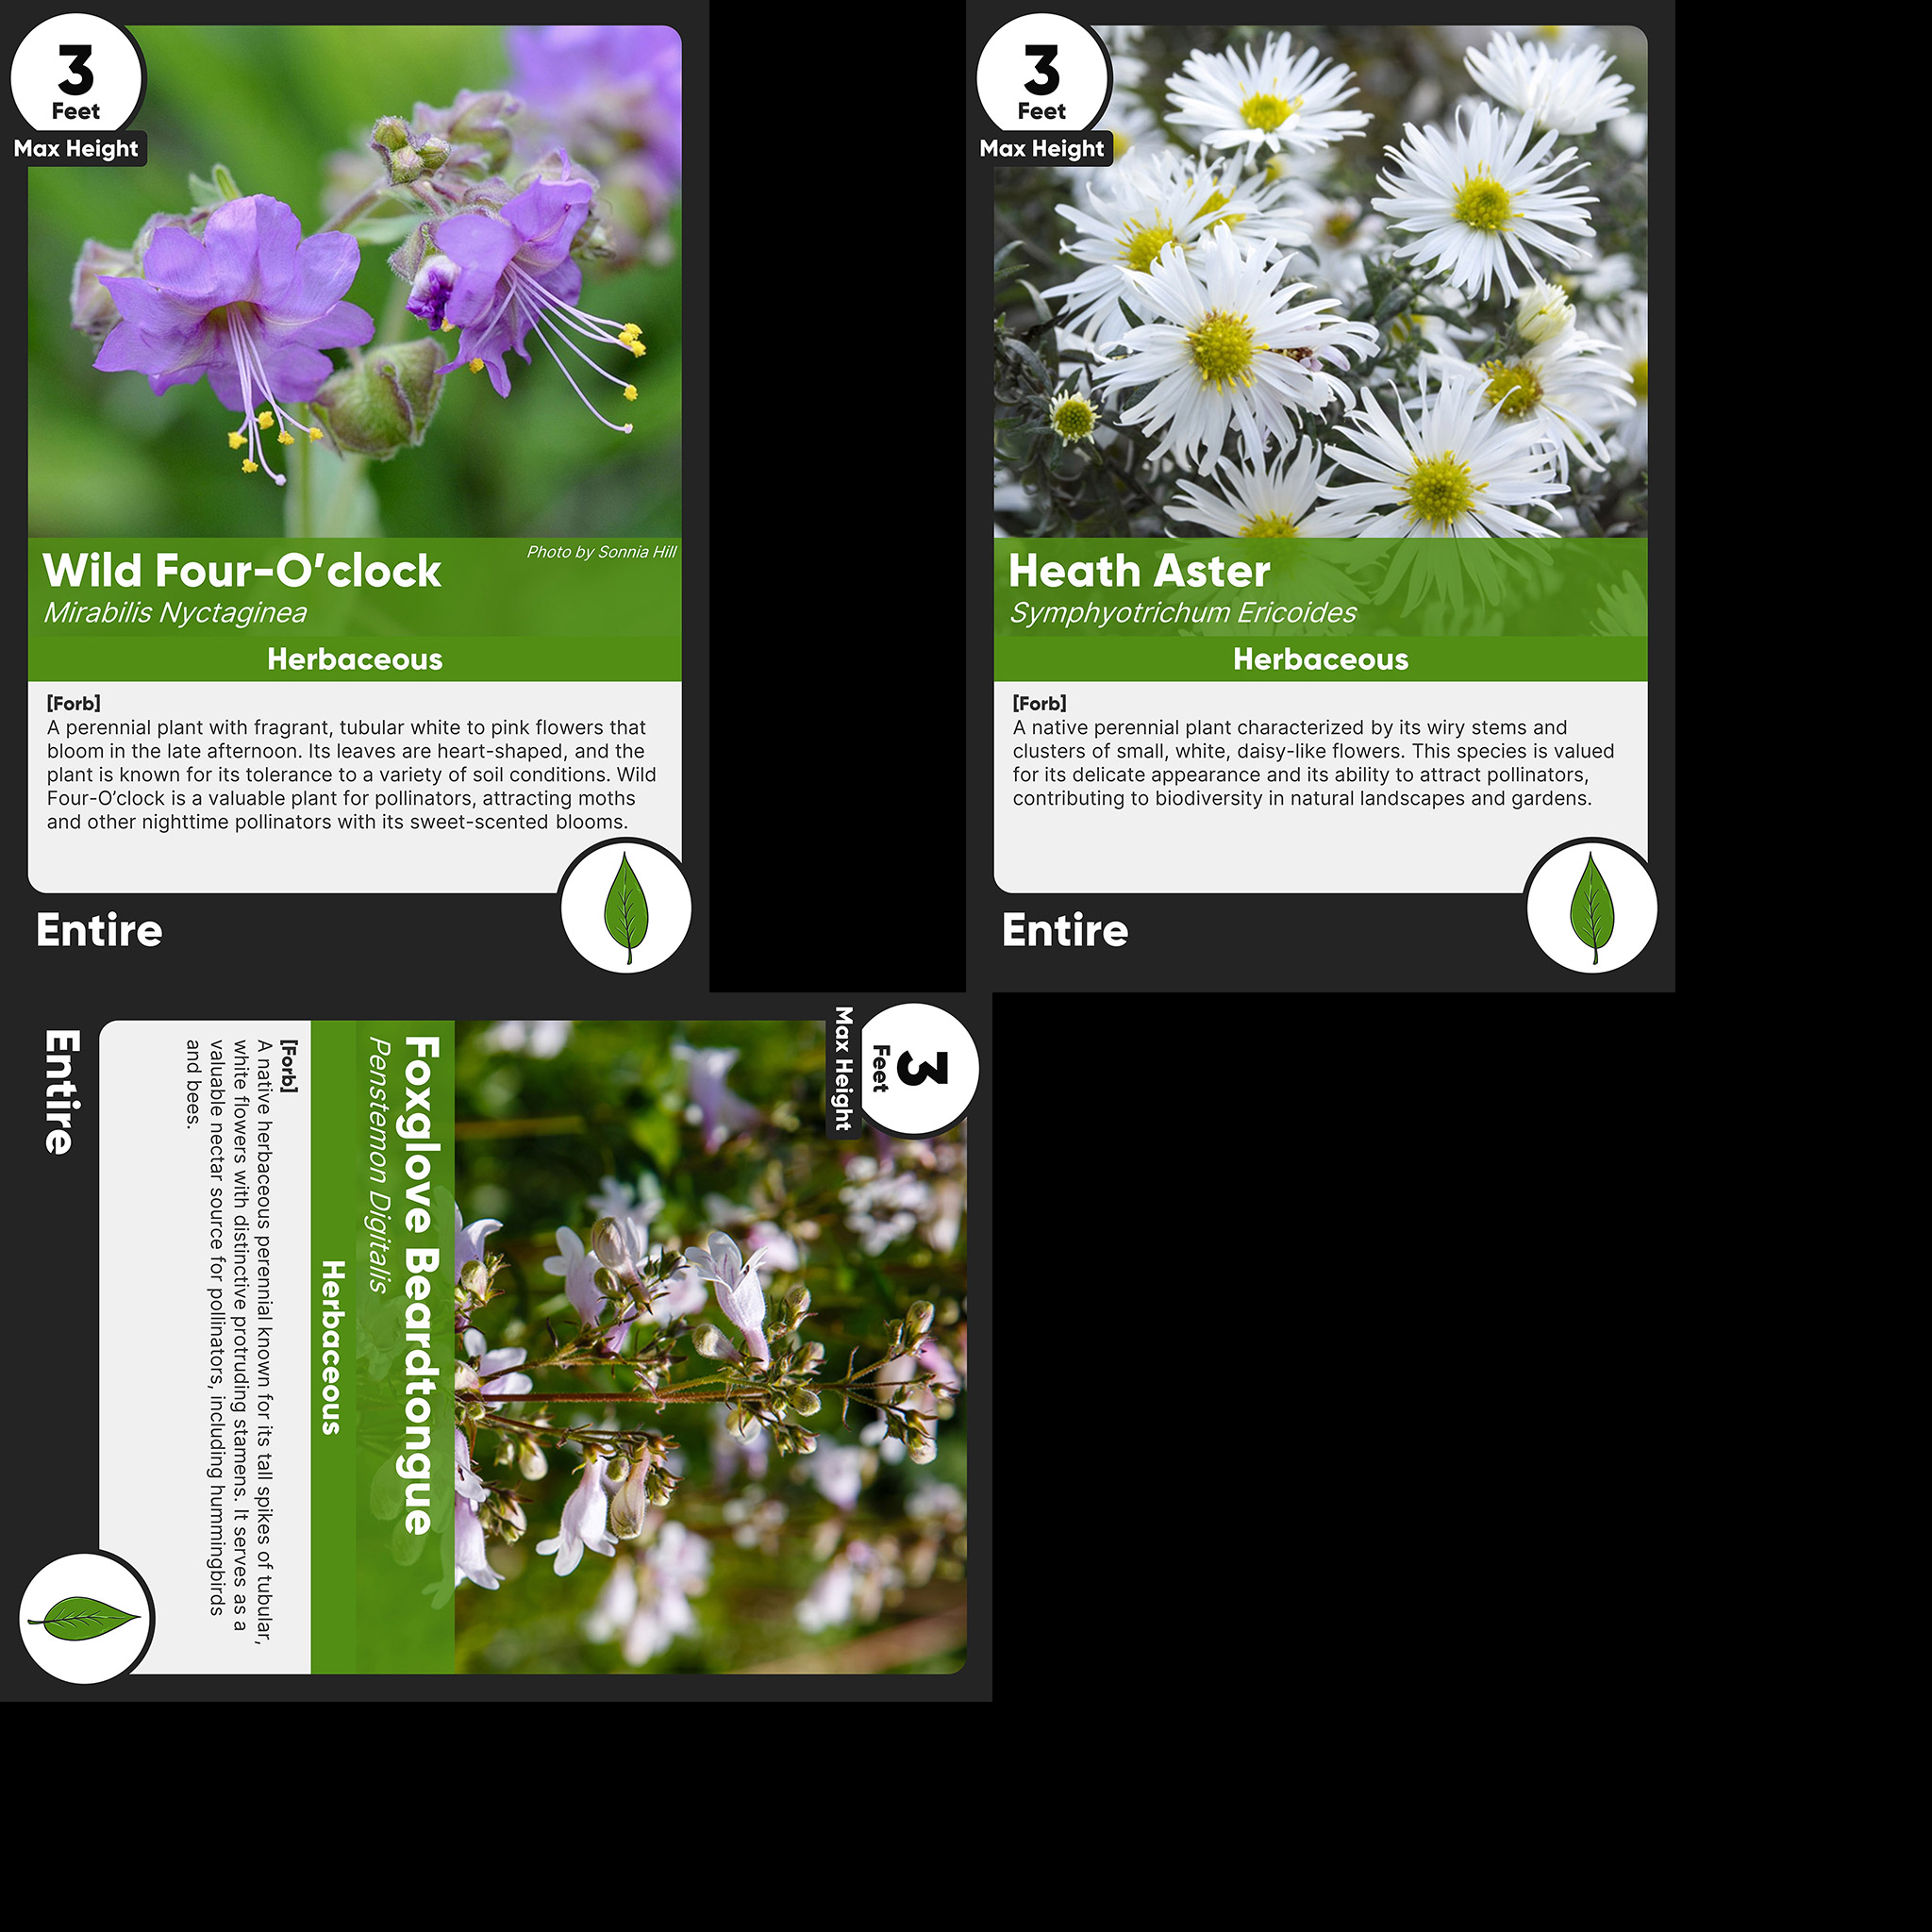 3
Feet
Max Height
Photo by Sonnia Hill
Wild Four-O’clock
Mirabilis Nyctaginea
Herbaceous
[Forb]
A perennial plant with fragrant, tubular white to pink flowers that
bloom in the late afternoon. Its leaves are heart-shaped, and the
plant is known for its tolerance to a variety of soil conditions. Wild
Four-O’clock is a valuable plant for pollinators, attracting moths
and other nighttime pollinators with its sweet-scented blooms.
Entire
3
Feet
Max Height
Heath Aster
Symphyotrichum Ericoides
Herbaceous
[Forb]
A native perennial plant characterized by its wiry stems and
clusters of small, white, daisy-like flowers. This species is valued
for its delicate appearance and its ability to attract pollinators,
contributing to biodiversity in natural landscapes and gardens.
Entire
3
Feet
Max Height
Foxglove Beardtongue
Penstemon Digitalis
Herbaceous
[Forb]
A native herbaceous perennial known for its tall spikes of tubular,
white flowers with distinctive protruding stamens. It serves as a
valuable nectar source for pollinators, including hummingbirds
and bees.
Entire